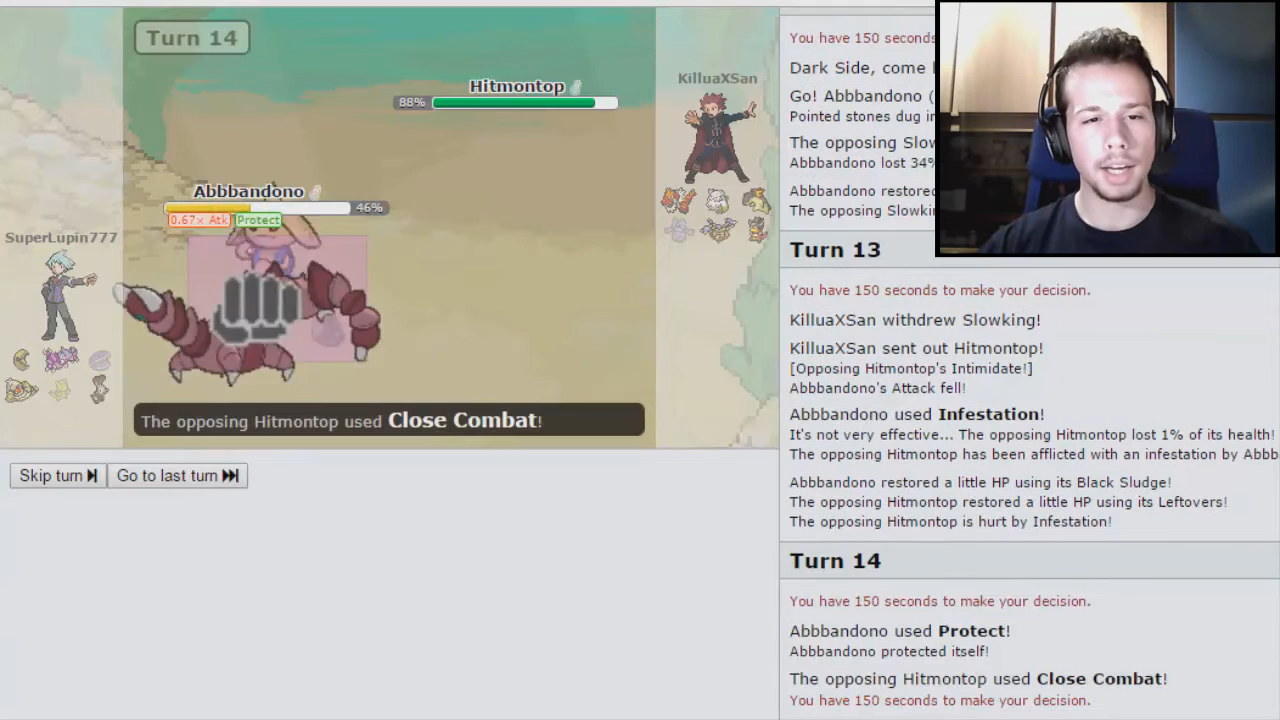 Turn 14
Hitmontop
88%
Abbbandono
46%
0.67× Atk Protect
SuperLupin777
KilluaXSan
The opposing Hitmontop used Close Combat!
Skip turn
Go to last turn
You have 150 seconds
Dark Side, come
Go! Abbbandono (
Pointed stones dug in
The opposing Slow
Abbbandono lost 34%
Abbbandono restored
The opposing Slowkin
Turn 13
You have 150 seconds to make your decision.
KilluaXSan withdrew Slowking!
KilluaXSan sent out Hitmontop!
[Opposing Hitmontop's Intimidate!]
Abbbandono's Attack fell!
Abbbandono used Infestation!
It's not very effective... The opposing Hitmontop lost 1% of its health!
The opposing Hitmontop has been afflicted with an infestation by Abbb
Abbbandono restored a little HP using its Black Sludge!
The opposing Hitmontop restored a little HP using its Leftovers!
The opposing Hitmontop is hurt by Infestation!
Turn 14
You have 150 seconds to make your decision.
Abbbandono used Protect!
Abbbandono protected itself!
The opposing Hitmontop used Close Combat!
You have 150 seconds to make your decision.